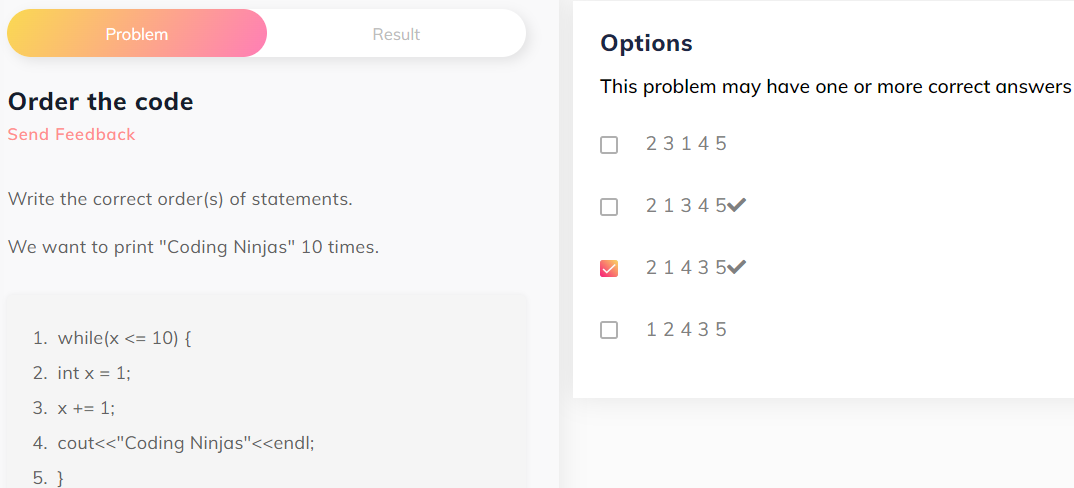 Problem
Result
Order the code
Send Feedback
Write the correct order(s) of statements.
We want to print "Coding Ninjas" 10 times.
1. while(x <= 10) {
2. int x = 1;
3. x += 1;
4. cout<<"Coding Ninjas"<<endl;
5. }
Options
This problem may have one or more correct answers
2 3 1 4 5
2 1 3 4 5
2 1 4 3 5
1 2 4 3 5